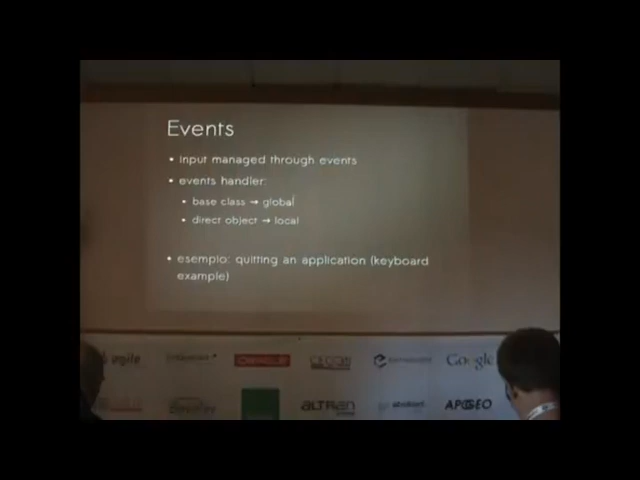 Events
• input managed through events
• events handler:
• base class → global
• direct object → local
• esempio: quitting an application (keyboard
example)
agile
ORACLE
Google
ALTRAN
APOGEO